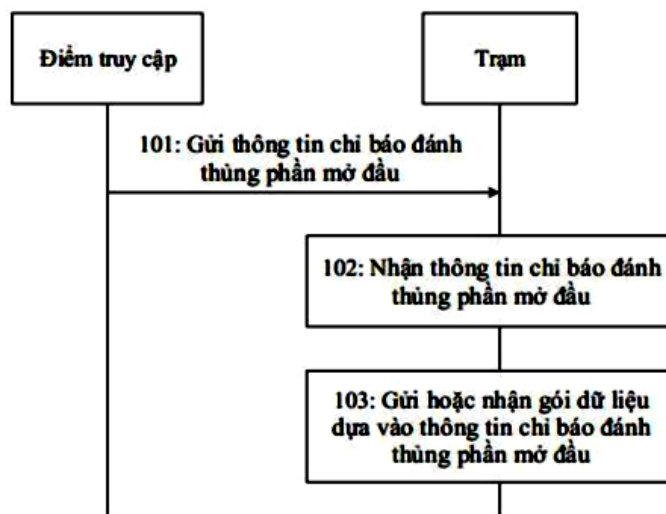 Điểm truy cập
Trạm
101: Gửi thông tin chỉ báo đánh
thủng phần mở đầu
102: Nhận thông tin chỉ báo đánh
thủng phần mở đầu
103: Gửi hoặc nhận gói dữ liệu
dựa vào thông tin chỉ báo đánh
thủng phần mở đầu